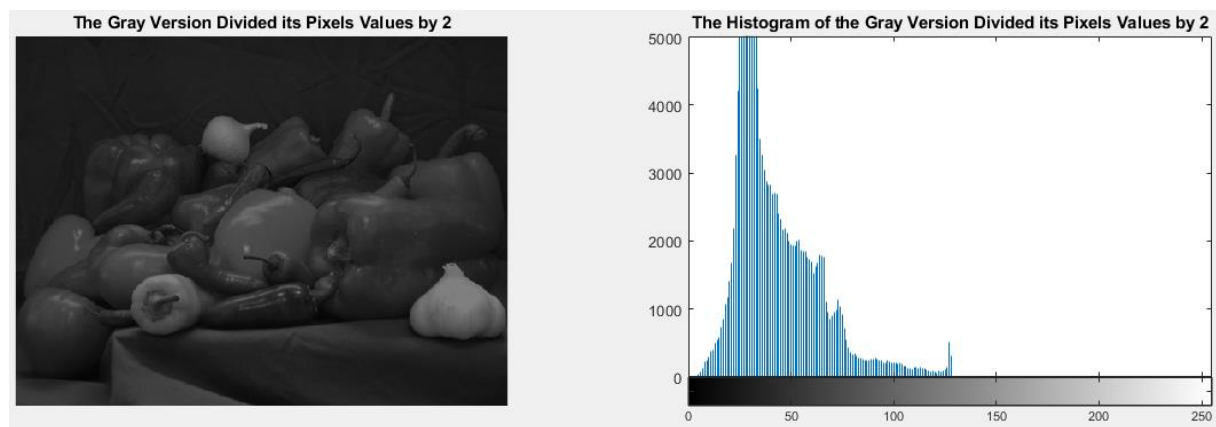 The Gray Version Divided its Pixels Values by 2
The Histogram of the Gray Version Divided its Pixels Values by 2
5000
4000
3000
2000
1000
0
0 50 100 150 200 250